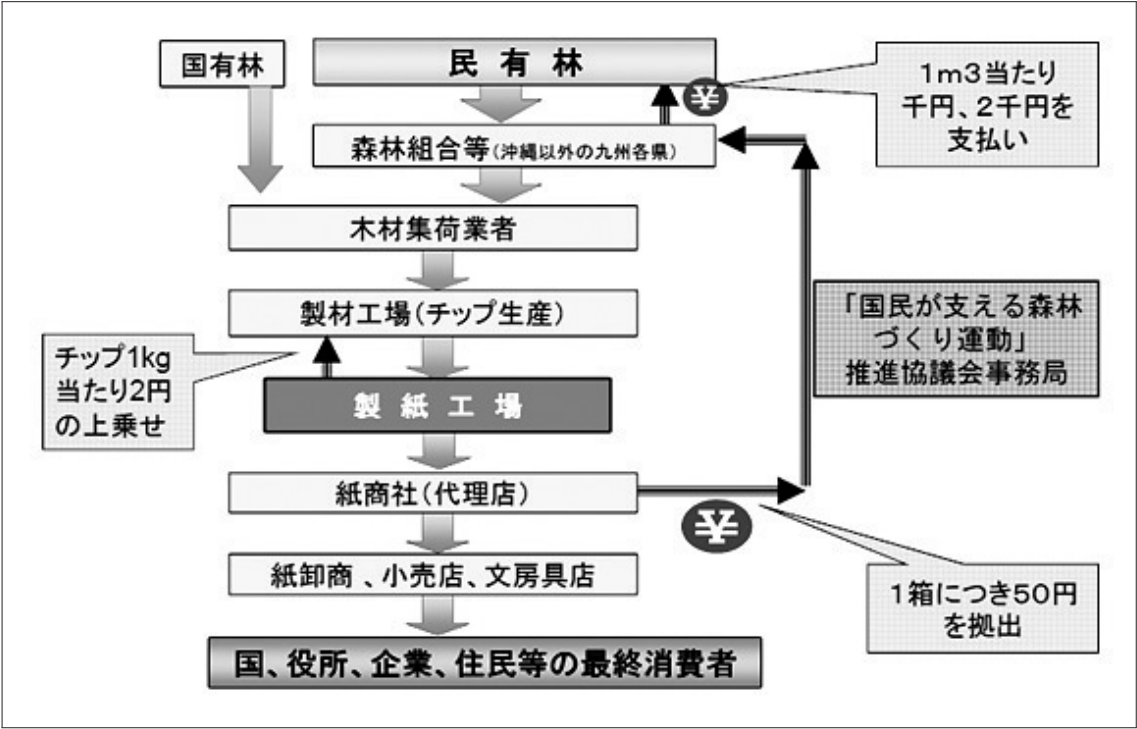 国有林
民有林
1m3当たり
千円、2千円を
支払い
森林組合等(沖縄以外の九州各県)
木材集荷業者
製材工場(チップ生産)
「国民が支える森林
づくり運動」
推進協議会事務局
チップ1kg
当たり2円
の上乗せ
製紙工場
紙商社(代理店)
¥
¥
紙卸商、小売店、文房具店
1箱につき50円
を拠出
国、役所、企業、住民等の最終消費者